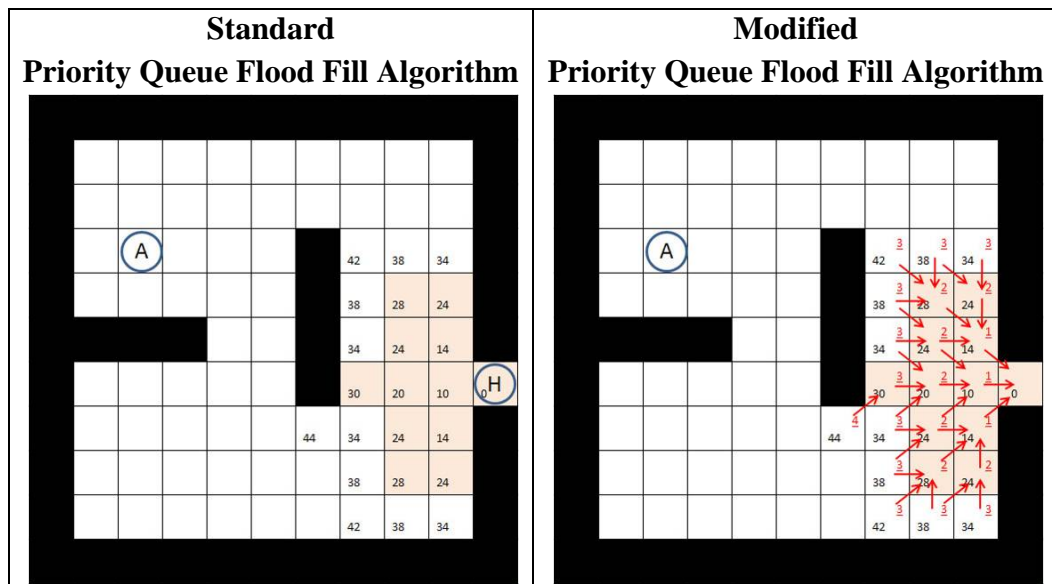 Standard
Priority Queue Flood Fill Algorithm
A
42 38 34
38 28 24
34 24 14
H
30 20 10 0
44 34 24 14
38 28 24
42 38 34
Modified
Priority Queue Flood Fill Algorithm
3 3 3
A
42 38 34
3 2 2
38 28 24
3 2 1
34 24 14
3 2 1
30 20 10 0
4 3 2 1
44 34 24 14
3 2 2
38 28 24
3 3 3
42 38 34